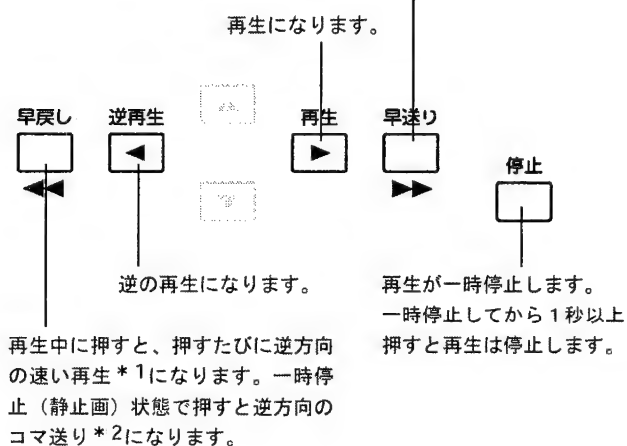 再生になります。
早戻し
逆再生
再生
早送り
停止
逆の再生になります。
再生が一時停止します。
一時停止してから1秒以上
押すと再生は停止します。
再生中に押すと、押すたびに逆方向
の速い再生*1になります。一時停
止（静止画）状態で押すと逆方向の
コマ送り*2になります。